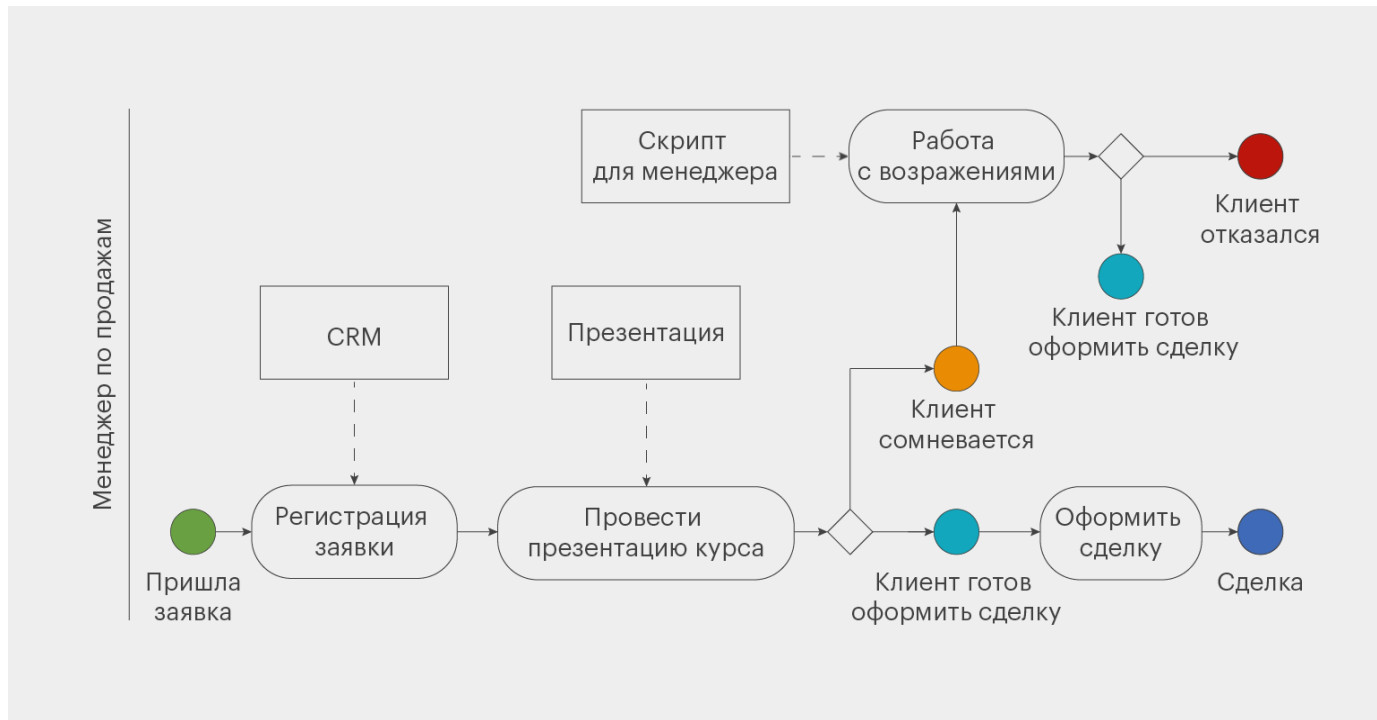 Менеджер по продажам
Скрипт
для менеджера
Работа
с возражениями
Клиент
отказался
Клиент готов
оформить сделку
CRM
Презентация
Клиент
сомневается
Пришла
заявка
Регистрация
заявки
Провести
презентацию курса
Клиент готов
оформить сделку
Оформить
сделку
Сделка